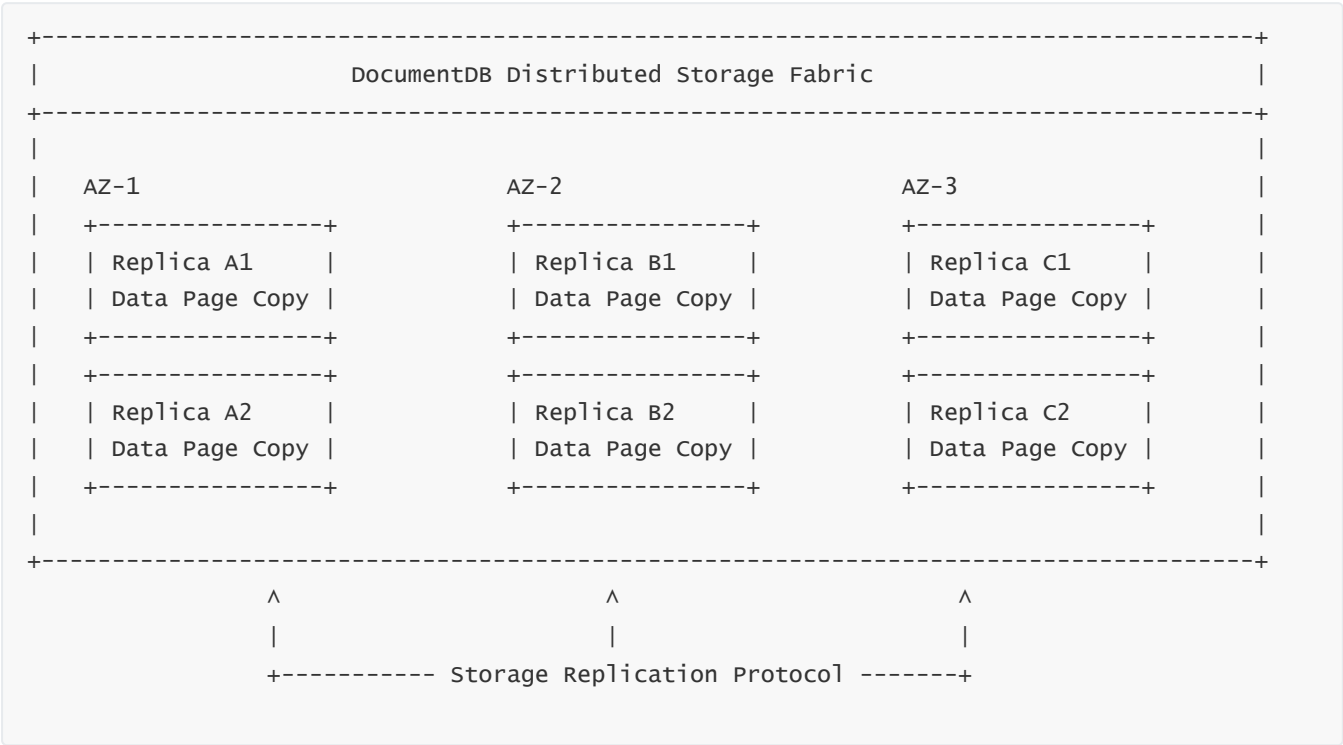 +---------------------------------------------------------------------+
|                  DocumentDB Distributed Storage Fabric                      |
+---------------------------------------------------------------------+
|                                                                     |
|   AZ-1                     AZ-2                   AZ-3                 |
|   +----------------+          +---------------+        +---------------+      |
|   | Replica A1     |          | Replica B1    |        | Replica C1    |      |
|   | Data Page Copy |          | Data Page Copy |        | Data Page Copy |      |
|   +----------------+          +---------------+        +---------------+      |
|   +----------------+          +---------------+        +---------------+      |
|   | Replica A2     |          | Replica B2    |        | Replica C2    |      |
|   | Data Page Copy |          | Data Page Copy |        | Data Page Copy |      |
|   +----------------+          +---------------+        +---------------+      |
|                                                                     |
+---------------------------------------------------------------------+
              ^                   ^                   ^
              |                   |                   |
              +----------- Storage Replication Protocol -------+